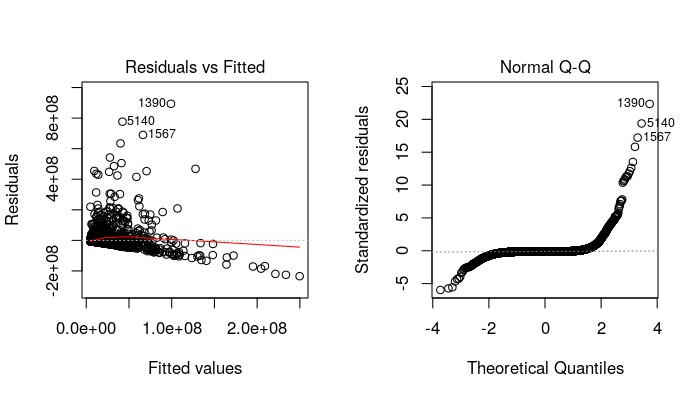 Residuals vs Fitted
Residuals
8e+08
4e+08
-2e+08
1390
5140
1567
0.0e+00 1.0e+08 2.0e+08
Fitted values
Normal Q-Q
Standardized residuals
25
20
15
10
5
0
-5
1390
5140
1567
-4 -2 0 2 4
Theoretical Quantiles